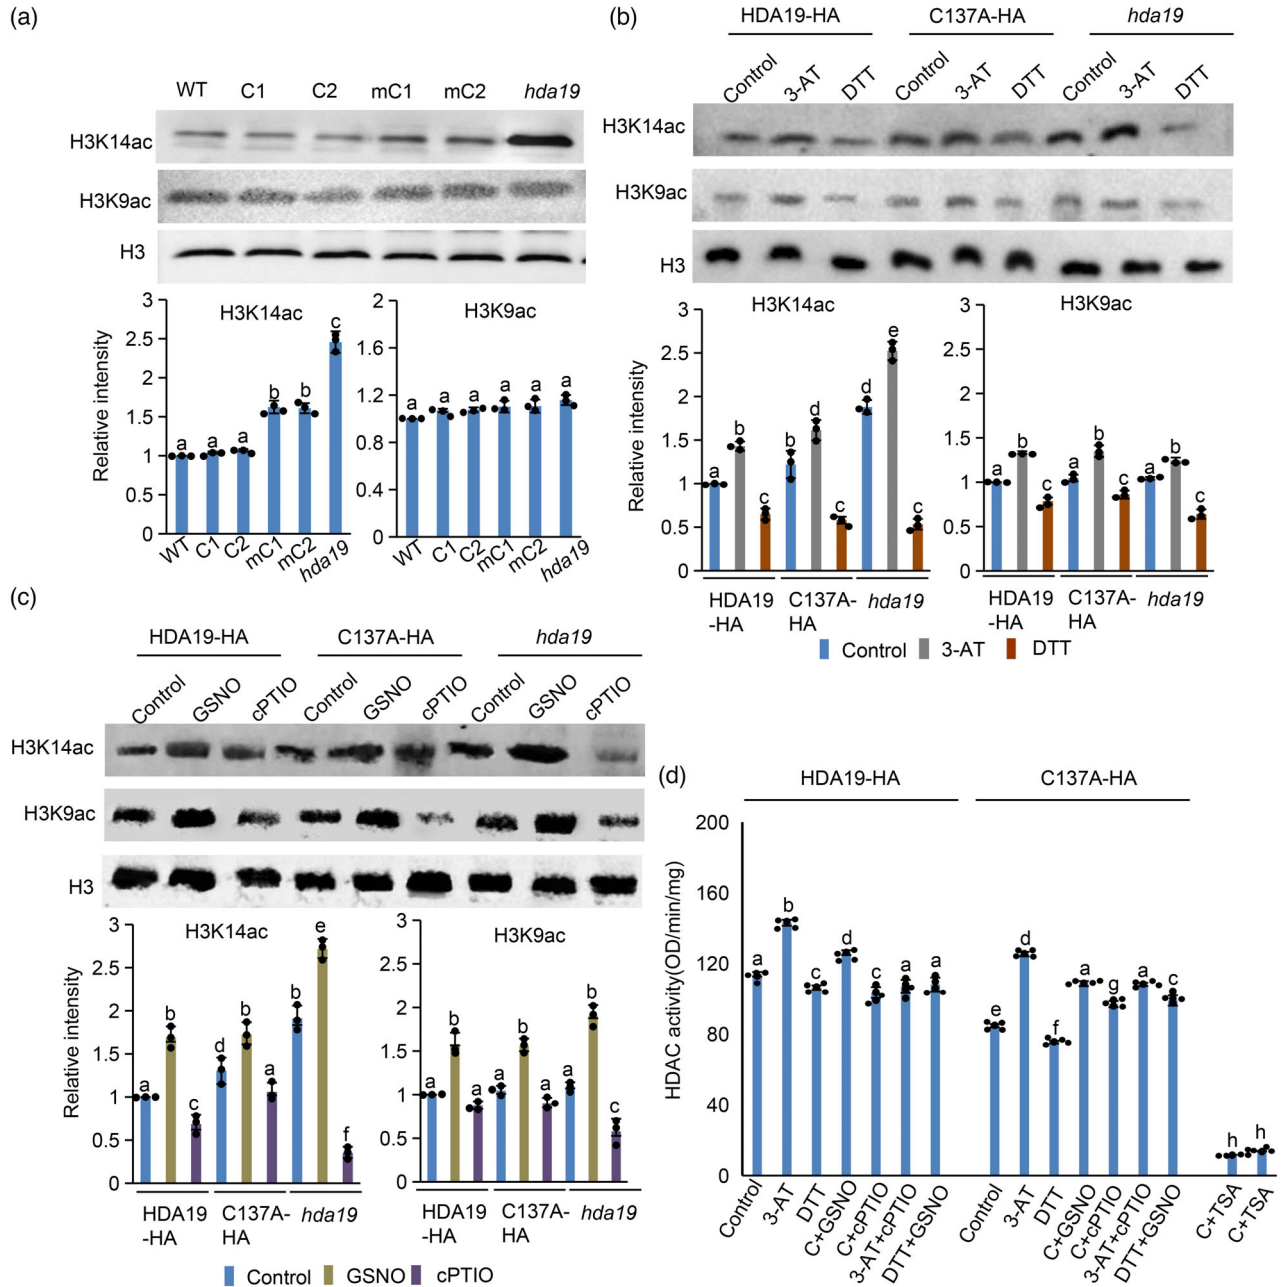 (a)
WT C1 C2 mC1 mC2 hda19
H3K14ac
H3K9ac
H3
H3K14ac
Relative intensity
3
2.5
2
1.5
1
0.5
0
a a a b b c
WT C1 C2 mC1 mC2 hda19
H3K9ac
2
1.6
1.2
0.8
0.4
0
a a a a a a
WT C1 C2 mC1 mC2 hda19
(b)
HDA19-HA C137A-HA hda19
Control 3-AT DTT Control 3-AT DTT Control 3-AT DTT
H3K14ac
H3K9ac
H3
H3K14ac
Relative intensity
3
2.5
2
1.5
1
0.5
0
a b c b d c d e c
HDA19-HA C137A-HA hda19
H3K9ac
3
2.5
2
1.5
1
0.5
0
a b c a b c a b c
HDA19-HA C137A-HA hda19
Control 3-AT DTT
(c)
HDA19-HA C137A-HA hda19
Control GSNO cPTIO Control GSNO cPTIO Control GSNO cPTIO
H3K14ac
H3K9ac
H3
H3K14ac
Relative intensity
3
2.5
2
1.5
1
0.5
0
a b c d b a b e f
HDA19-HA C137A-HA hda19
H3K9ac
3
2.5
2
1.5
1
0.5
0
a b a a b a a b c
HDA19-HA C137A-HA hda19
Control GSNO cPTIO
(d)
HDA19-HA C137A-HA
HDAC activity(OD/min/mg)
200
160
120
80
40
0
a b c d c a a e d f a g a c h h
Control 3-AT DTT C+GSNO C+cPTIO 3-AT+cPTIO DTT+GSNO Control 3-AT DTT C+GSNO C+cPTIO 3-AT+cPTIO DTT+GSNO C+TSA C+TSA